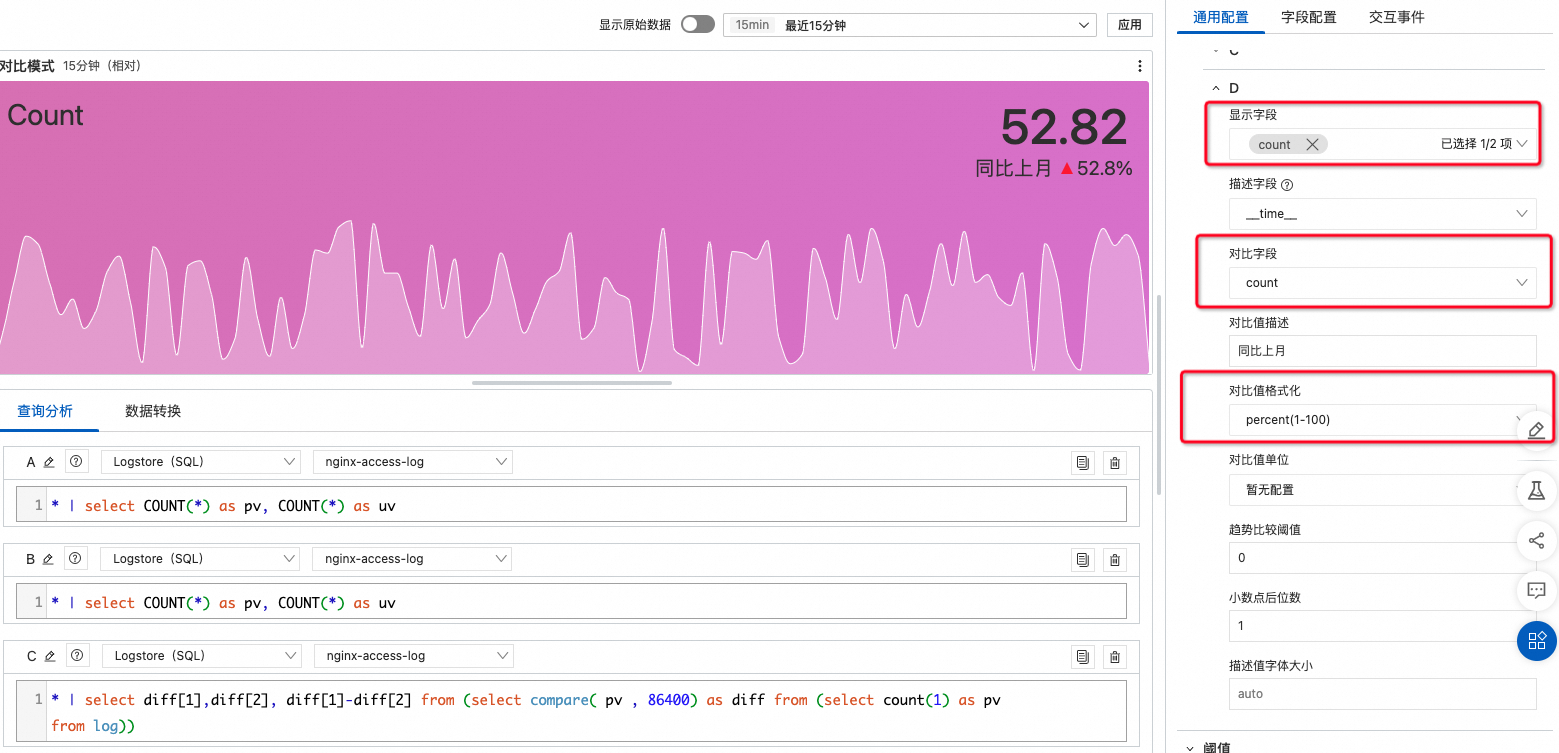 显示原始数据 15min 最近15分钟 应用
对比模式 15分钟（相对）
Count
52.82
同比上月 ▲52.8%
查询分析 数据转换
A Logstore（SQL） nginx-access-log
1 * | select COUNT(*) as pv, COUNT(*) as uv
B Logstore（SQL） nginx-access-log
1 * | select COUNT(*) as pv, COUNT(*) as uv
C Logstore（SQL） nginx-access-log
1 * | select diff[1],diff[2], diff[1]-diff[2] from (select compare( pv , 86400) as diff from (select count(1) as pv
from log))
通用配置 字段配置 交互事件
D
显示字段
count 已选择 1/2 项
描述字段
__time__
对比字段
count
对比值描述
同比上月
对比值格式化
percent(1-100)
对比值单位
暂无配置
趋势比较阈值
0
小数点后位数
1
描述值字体大小
auto
阈值